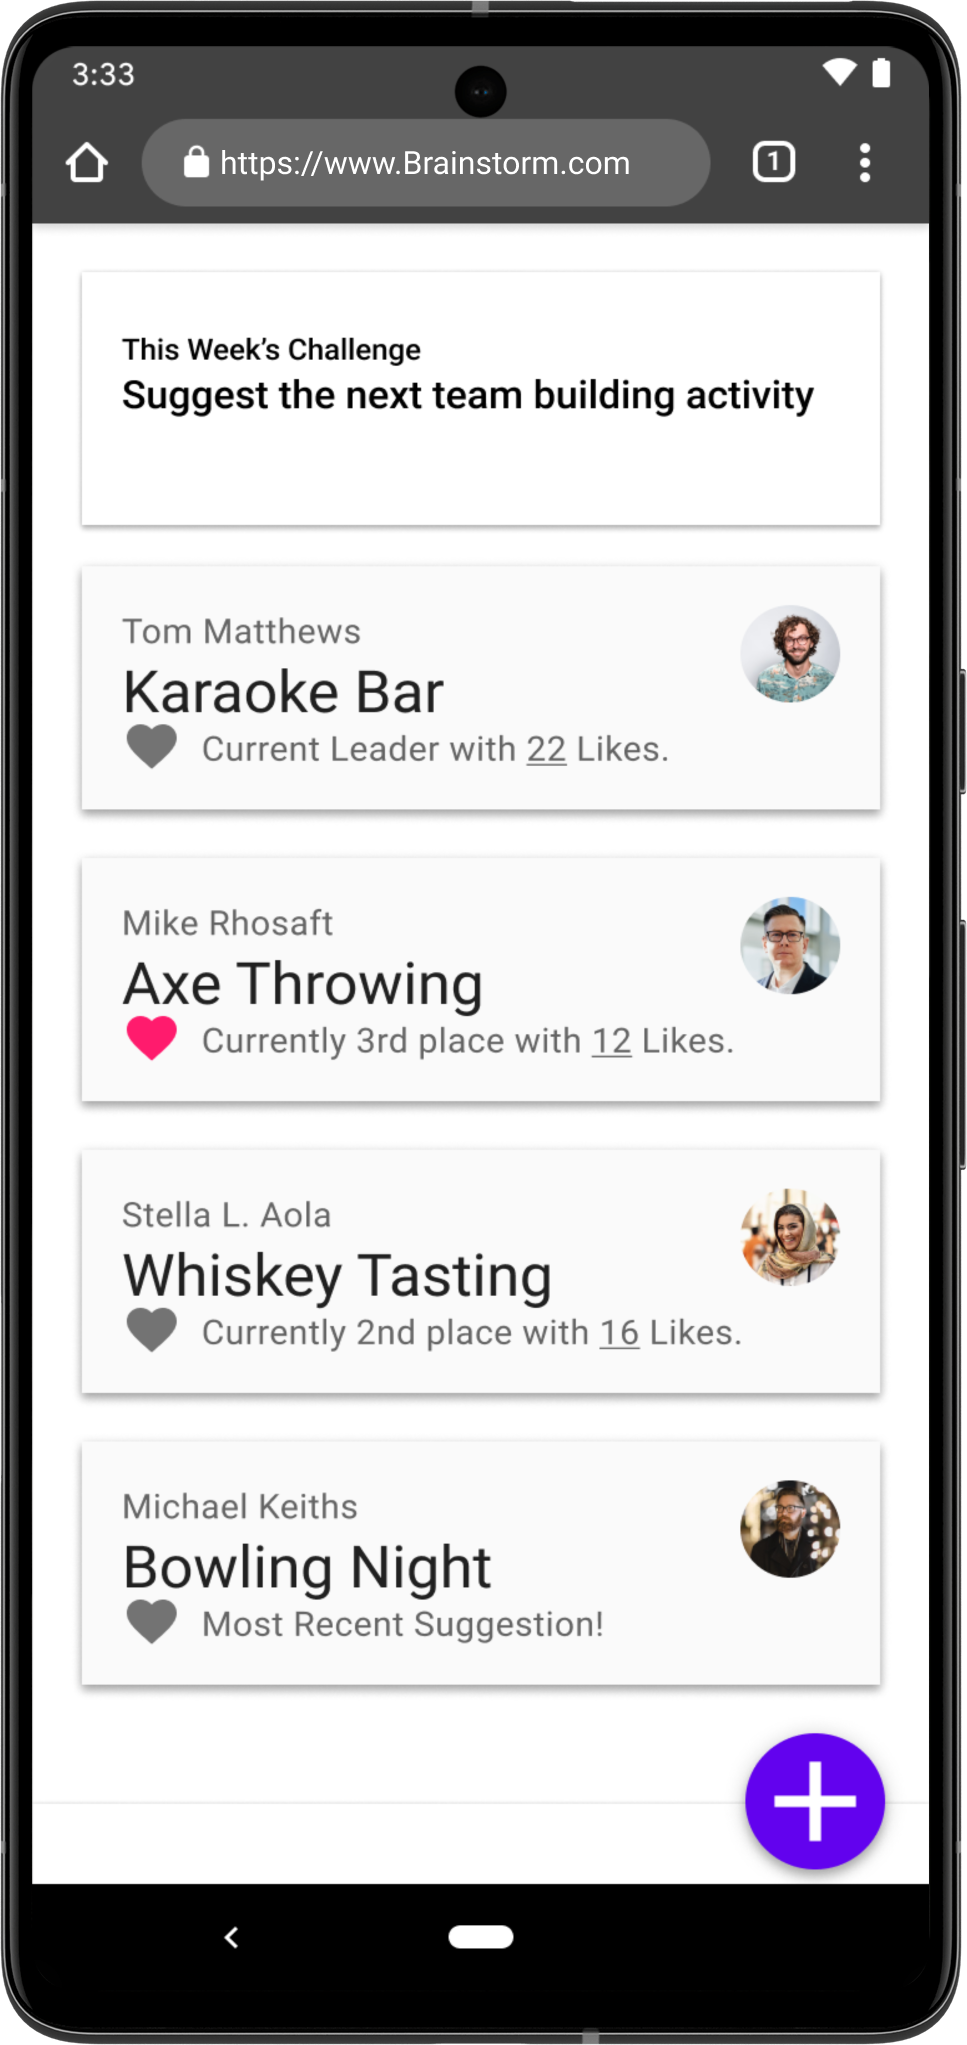 3:33
https://www.Brainstorm.com
1
This Week’s Challenge
Suggest the next team building activity
Tom Matthews
Karaoke Bar
Current Leader with 22 Likes.
Mike Rhosaft
Axe Throwing
Currently 3rd place with 12 Likes.
Stella L. Aola
Whiskey Tasting
Currently 2nd place with 16 Likes.
Michael Keiths
Bowling Night
Most Recent Suggestion!